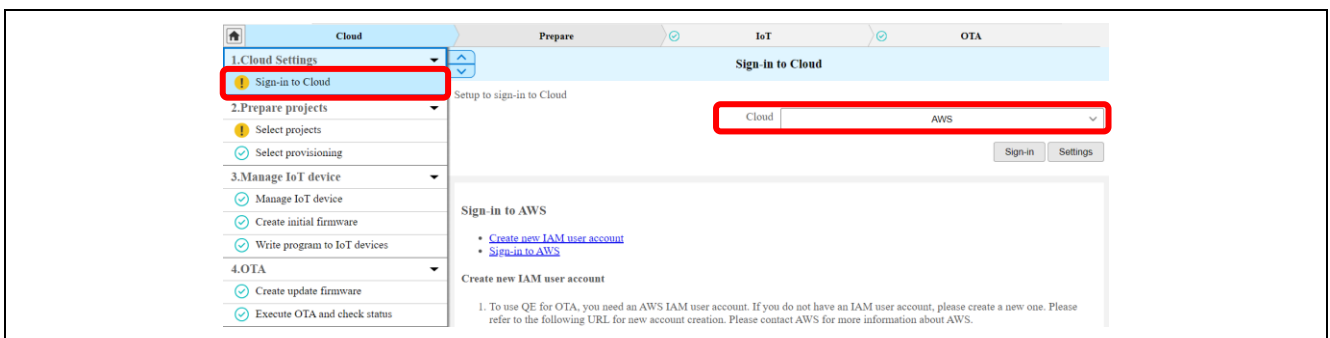 Cloud
Prepare
IoT
OTA
1.Cloud Settings
Sign-in to Cloud
2.Prepare projects
Select projects
Select provisioning
3.Manage IoT device
Manage IoT device
Create initial firmware
Write program to IoT devices
4.OTA
Create update firmware
Execute OTA and check status
Sign-in to Cloud
Setup to sign-in to Cloud
Cloud
AWS
Sign-in
Settings
Sign-in to AWS
• Create new IAM user account
• Sign-in to AWS
Create new IAM user account
1. To use QE for OTA, you need an AWS IAM user account. If you do not have an IAM user account, please create a new one. Please
refer to the following URL for new account creation. Please contact AWS for more information about AWS.